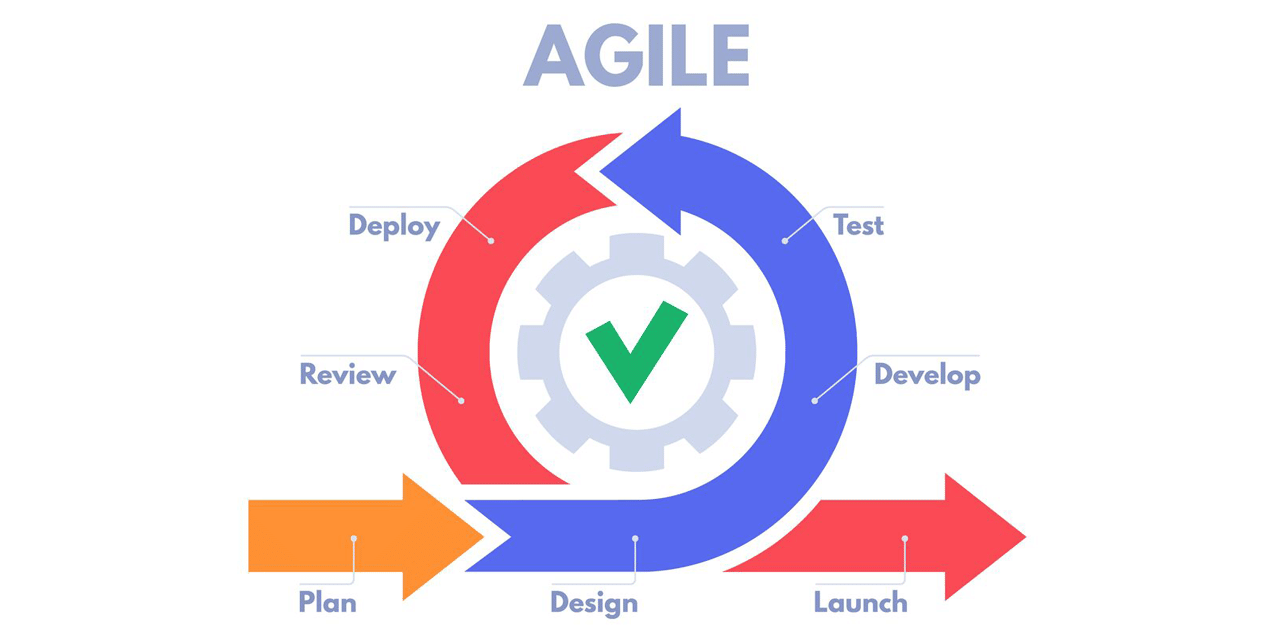 AGILE
Deploy
Test
Review
Develop
Plan
Design
Launch